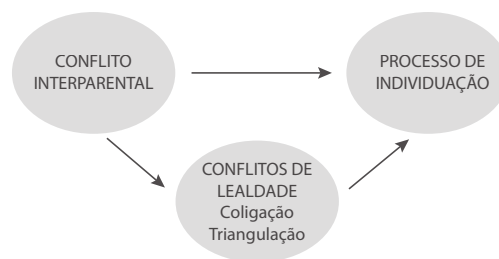 CONFLITO
INTERPARENTAL
PROCESSO DE
INDIVIDUAÇÃO
CONFLITOS DE
LEALDADE
Coligação
Triangulação